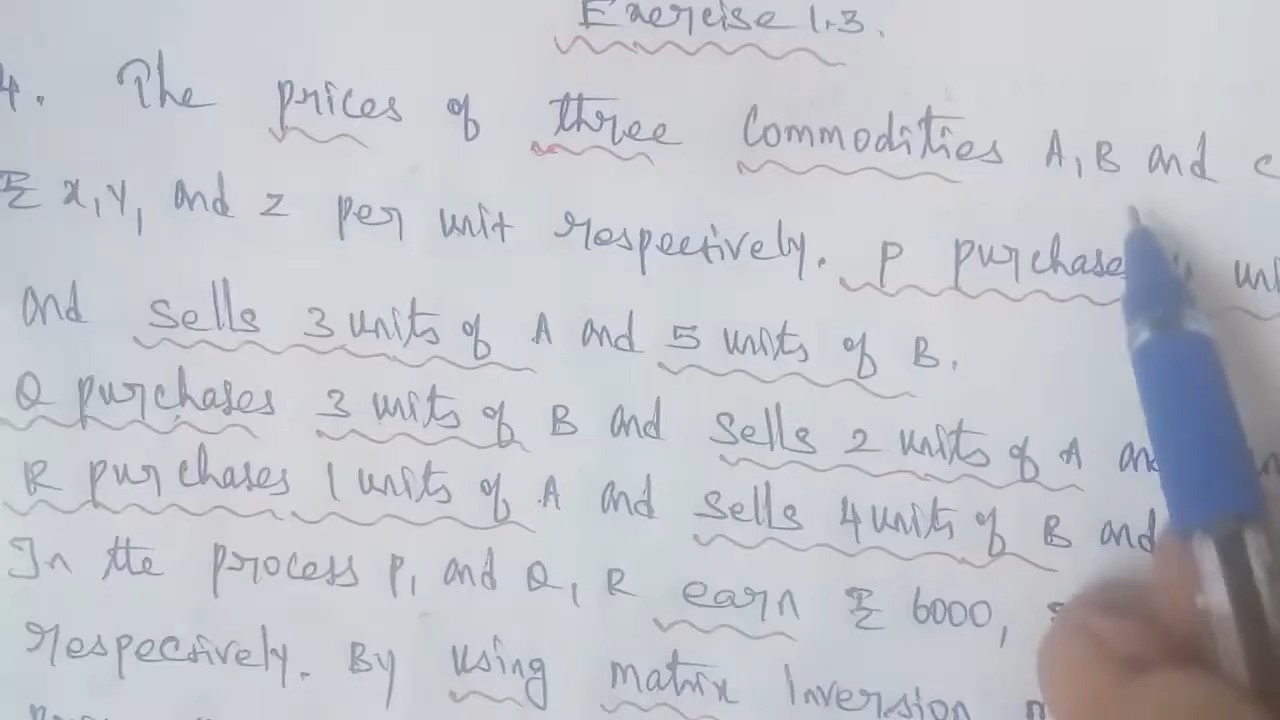 Exercise 1.3.
4. The prices of three Commodities A, B and C
₹ x, y, and z per unit respectively. P purchase
and sells 3 units of A and 5 units of B.
Q purchases 3 units of B and sells 2 units of A and
R purchases 1 units of A and sells 4 units of B and
In the process P, and Q, R earn ₹ 6000,
respectively. By using matrix inversion